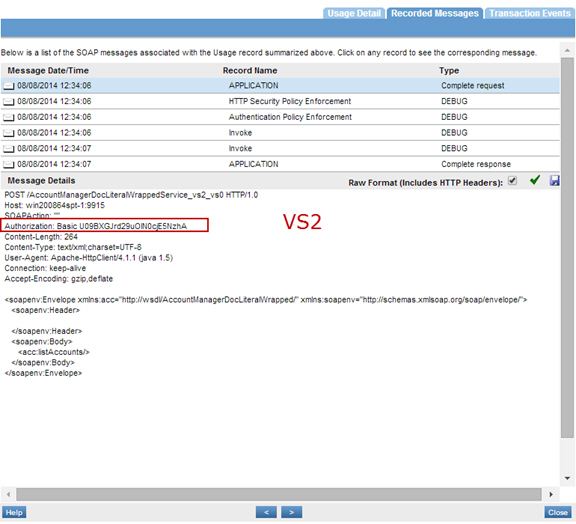 Usage Detail Recorded Messages Transaction Events
Below is a list of the SOAP messages associated with the Usage record summarized above. Click on any record to see the corresponding message.
Message Date/Time Record Name Type
08/08/2014 12:34:06 APPLICATION Complete request
08/08/2014 12:34:06 HTTP Security Policy Enforcement DEBUG
08/08/2014 12:34:06 Authentication Policy Enforcement DEBUG
08/08/2014 12:34:06 Invoke DEBUG
08/08/2014 12:34:07 Invoke DEBUG
08/08/2014 12:34:07 APPLICATION Complete response
Message Details Raw Format (Includes HTTP Headers):
POST /AccountManagerDocLiteralWrappedService_vs2_vs0 HTTP/1.0
Host: win200864spt-1:9915
SOAPAction: ""
Authorization: Basic U09BXGJrd29uOlN0cjE5NzhA
VS2
Content-Length: 264
Content-Type: text/xml;charset=UTF-8
User-Agent: Apache-HttpClient/4.1.1 (java 1.5)
Connection: keep-alive
Accept-Encoding: gzip,deflate
<soapenv:Envelope xmlns:acc="http://wsdl/AccountManagerDocLiteralWrapped/" xmlns:soapenv="http://schemas.xmlsoap.org/soap/envelope/">
<soapenv:Header>
</soapenv:Header>
<soapenv:Body>
<acc:listAccounts/>
</soapenv:Body>
</soapenv:Envelope>
Help < > Close